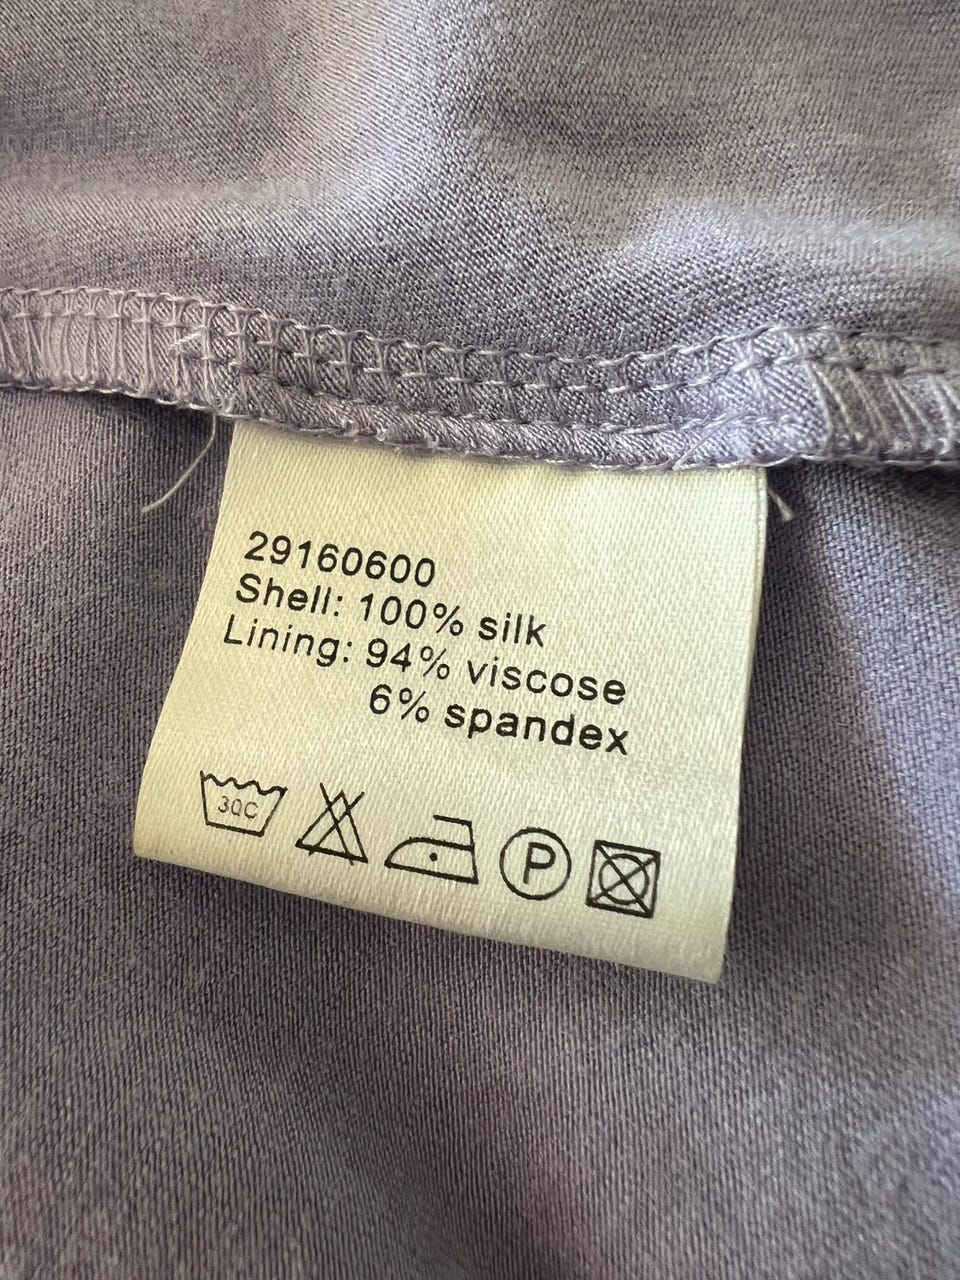 29160600
Shell: 100% silk
Lining: 94% viscose
6% spandex
30C P